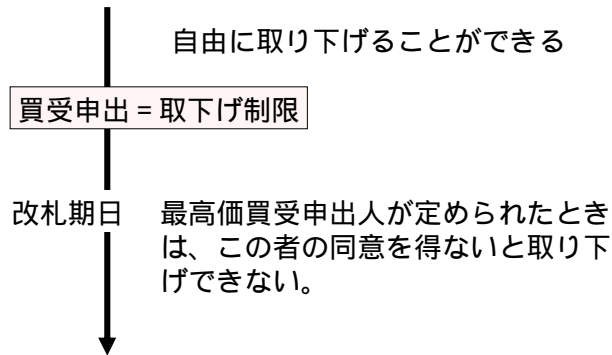 自由に取り下げることができる
買受申出 = 取下げ制限
改札期日
最高価買受申出人が定められたとき
は、この者の同意を得ないと取り下
げできない。